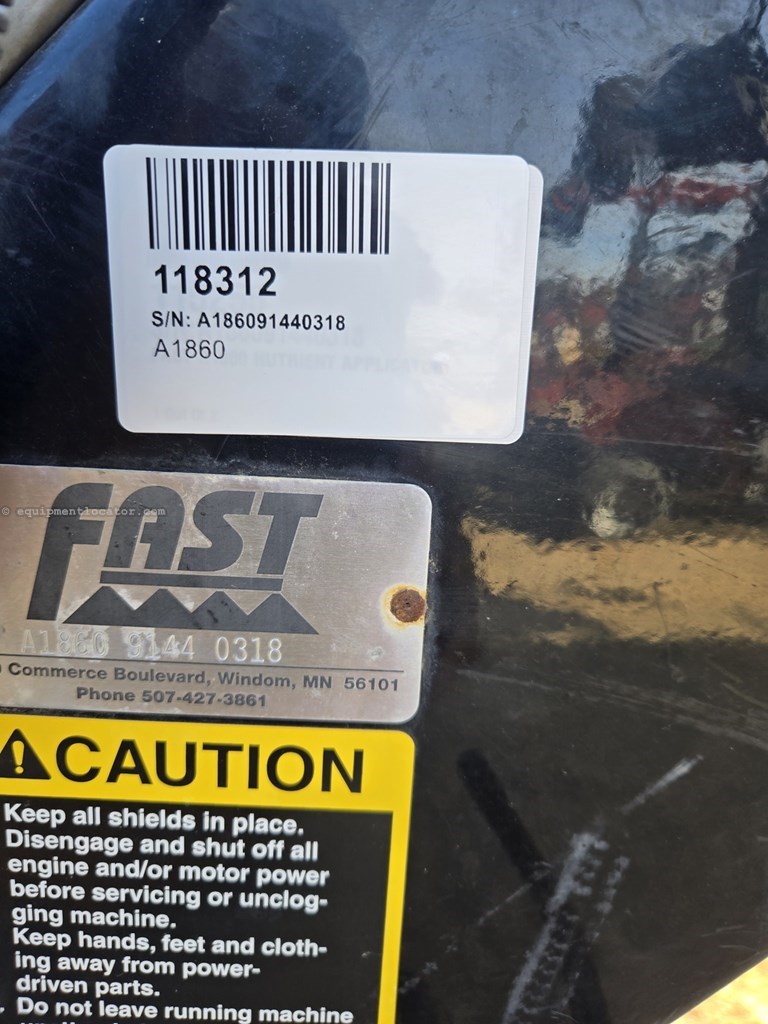 118312
S/N: A186091440318
A1860
NUTRIENT APPLICATOR
© equipmentlocator.com
FAST
A1860 9144 0318
Commerce Boulevard, Windom, MN 56101
Phone 507-427-3861
CAUTION
Keep all shields in place.
Disengage and shut off all
engine and/or motor power
before servicing or unclog-
ging machine.
Keep hands, feet and cloth-
ing away from power-
driven parts.
. Do not leave running machine